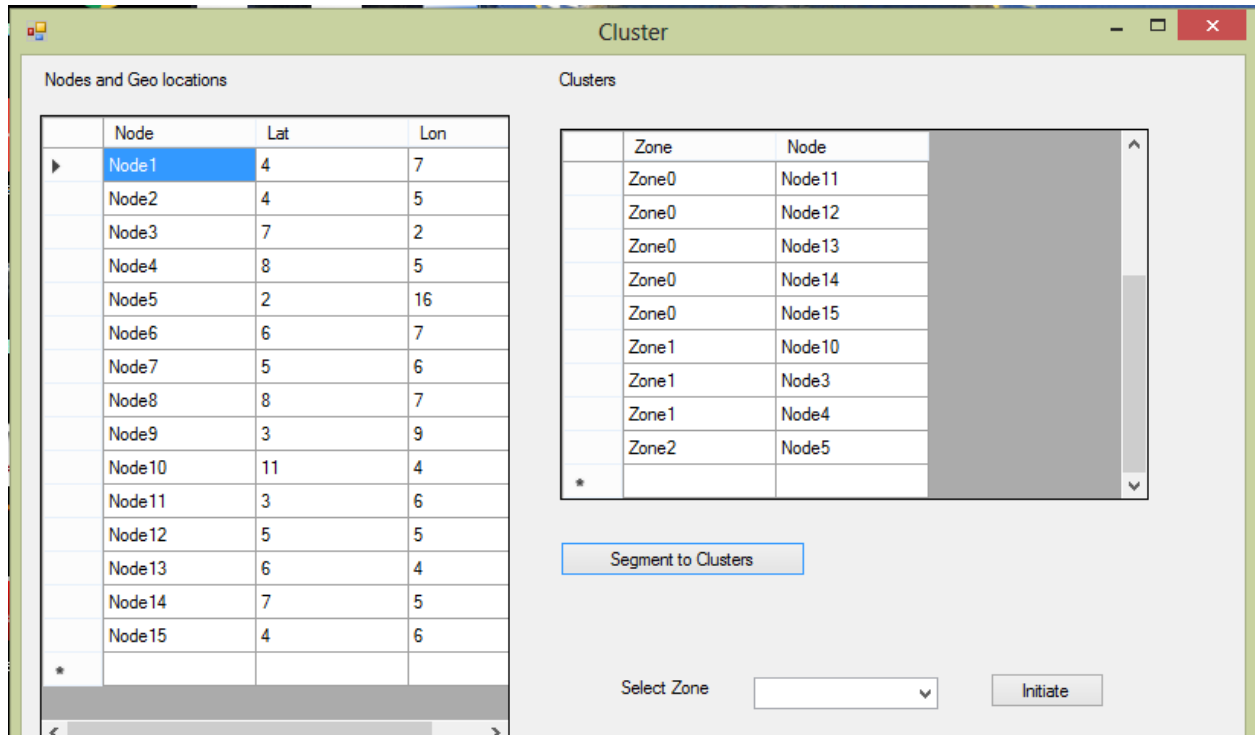 Cluster
Nodes and Geo locations
Clusters
Node Lat Lon
Node1 4 7
Node2 4 5
Node3 7 2
Node4 8 5
Node5 2 16
Node6 6 7
Node7 5 6
Node8 8 7
Node9 3 9
Node10 11 4
Node11 3 6
Node12 5 5
Node13 6 4
Node14 7 5
Node15 4 6
Zone Node
Zone0 Node11
Zone0 Node12
Zone0 Node13
Zone0 Node14
Zone0 Node15
Zone1 Node10
Zone1 Node3
Zone1 Node4
Zone2 Node5
Segment to Clusters
Select Zone
Initiate